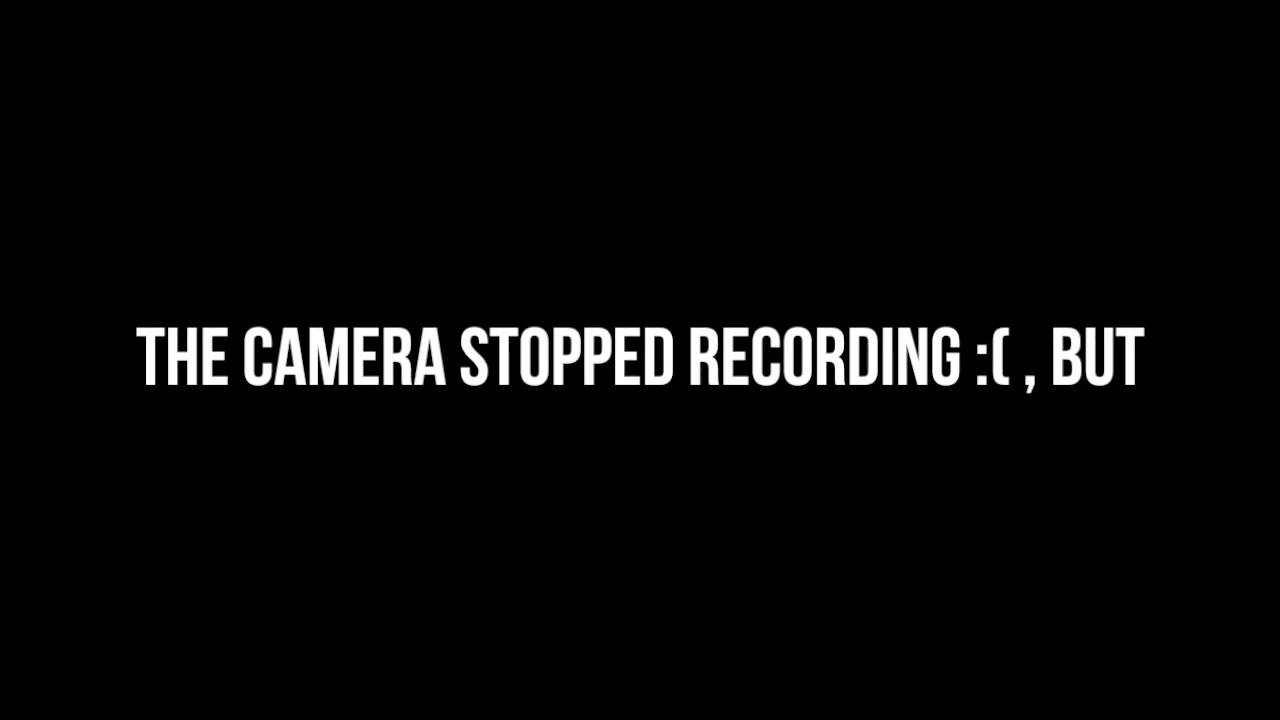 THE CAMERA STOPPED RECORDING :( , BUT